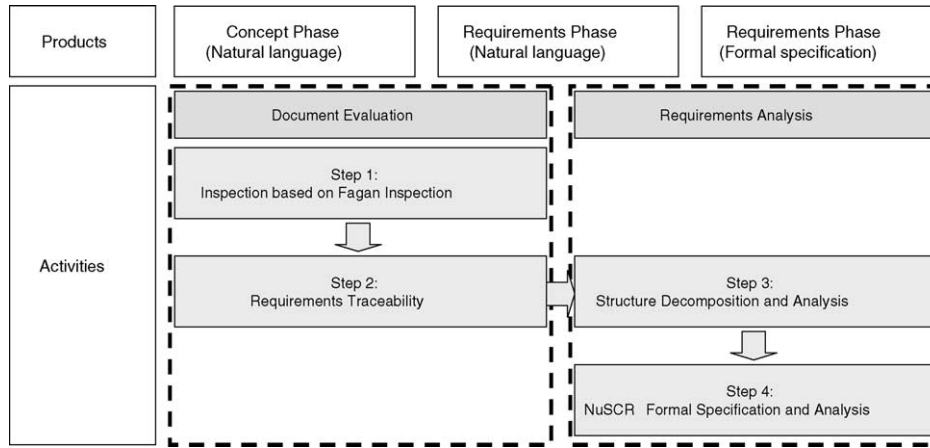 Products
Concept Phase
(Natural language)
Requirements Phase
(Natural language)
Requirements Phase
(Formal specification)
Activities
Document Evaluation
Requirements Analysis
Step 1:
Inspection based on Fagan Inspection
Step 2:
Requirements Traceability
Step 3:
Structure Decomposition and Analysis
Step 4:
NuSCR Formal Specification and Analysis